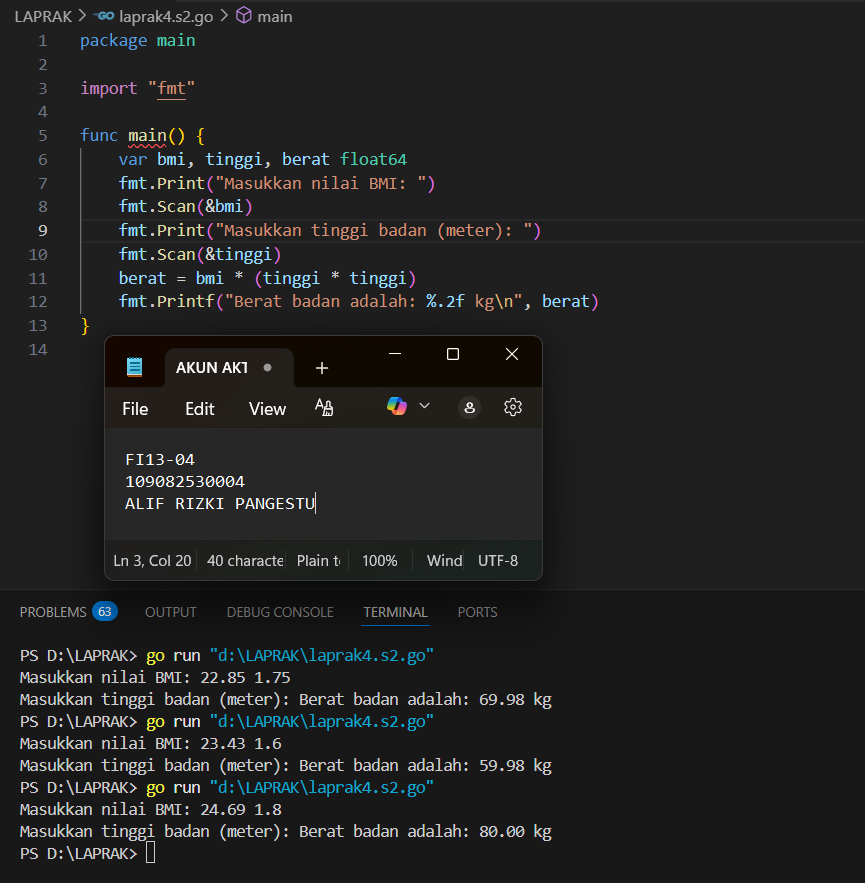 LAPRAK > GO laprak4.s2.go > main
1 package main
2
3 import "fmt"
4
5 func main() {
6 var bmi, tinggi, berat float64
7 fmt.Print("Masukkan nilai BMI: ")
8 fmt.Scan(&bmi)
9 fmt.Print("Masukkan tinggi badan (meter): ")
10 fmt.Scan(&tinggi)
11 berat = bmi * (tinggi * tinggi)
12 fmt.Printf("Berat badan adalah: %.2f kg\n", berat)
13 }
14
AKUN AKT
File Edit View
FI13-04
109082530004
ALIF RIZKI PANGESTU
Ln 3, Col 20 40 characte Plain t 100% Wind UTF-8
PROBLEMS 63 OUTPUT DEBUG CONSOLE TERMINAL PORTS
PS D:\LAPRAK> go run "d:\LAPRAK\laprak4.s2.go"
Masukkan nilai BMI: 22.85 1.75
Masukkan tinggi badan (meter): Berat badan adalah: 69.98 kg
PS D:\LAPRAK> go run "d:\LAPRAK\laprak4.s2.go"
Masukkan nilai BMI: 23.43 1.6
Masukkan tinggi badan (meter): Berat badan adalah: 59.98 kg
PS D:\LAPRAK> go run "d:\LAPRAK\laprak4.s2.go"
Masukkan nilai BMI: 24.69 1.8
Masukkan tinggi badan (meter): Berat badan adalah: 80.00 kg
PS D:\LAPRAK>